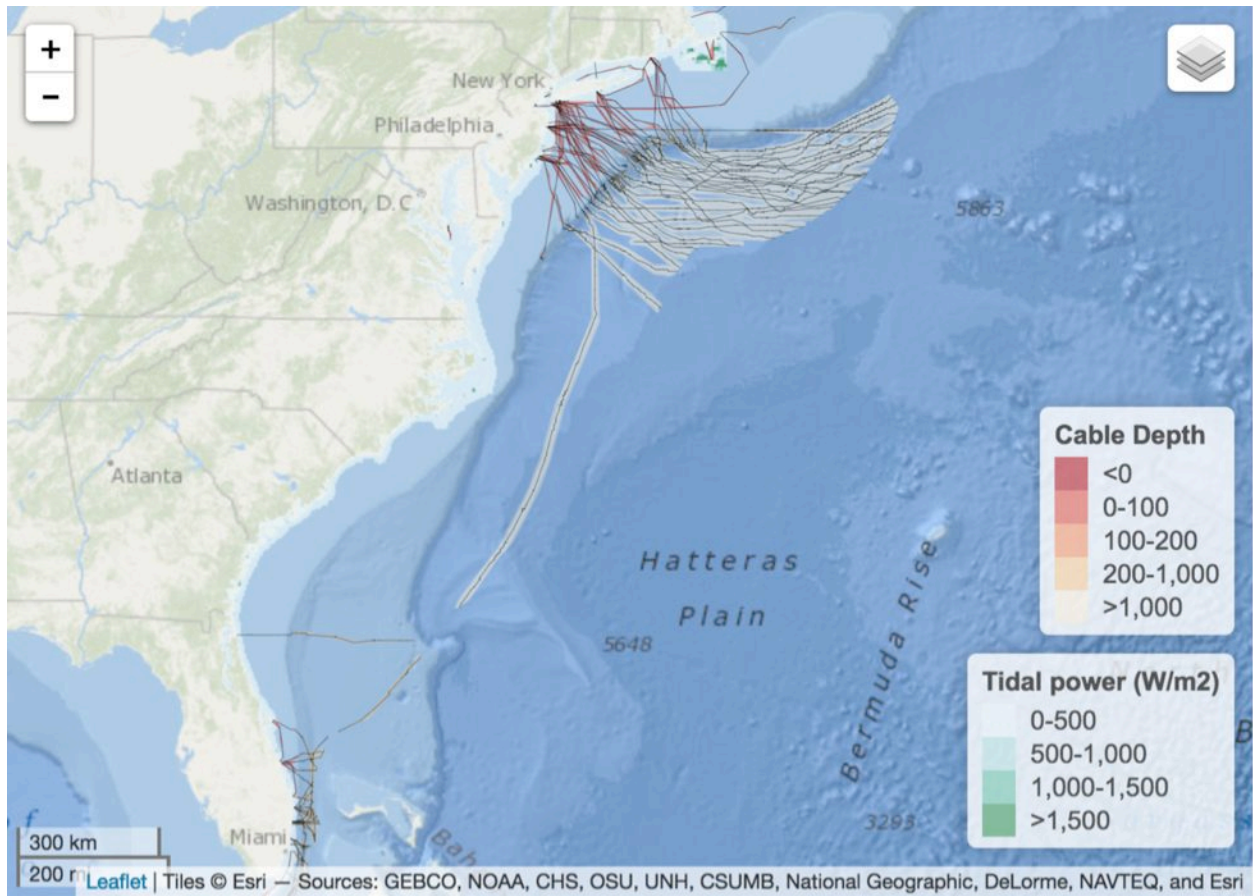 +
−
New York
Philadelphia
Washington, D.C
5863
Atlanta
Hatteras
Plain
5648
Bermuda Rise
3293
Miami
Bah
Cable Depth
<0
0-100
100-200
200-1,000
>1,000
Tidal power (W/m2)
0-500
500-1,000
1,000-1,500
>1,500
300 km
200 m
Leaflet | Tiles © Esri — Sources: GEBCO, NOAA, CHS, OSU, UNH, CSUMB, National Geographic, DeLorme, NAVTEQ, and Esri